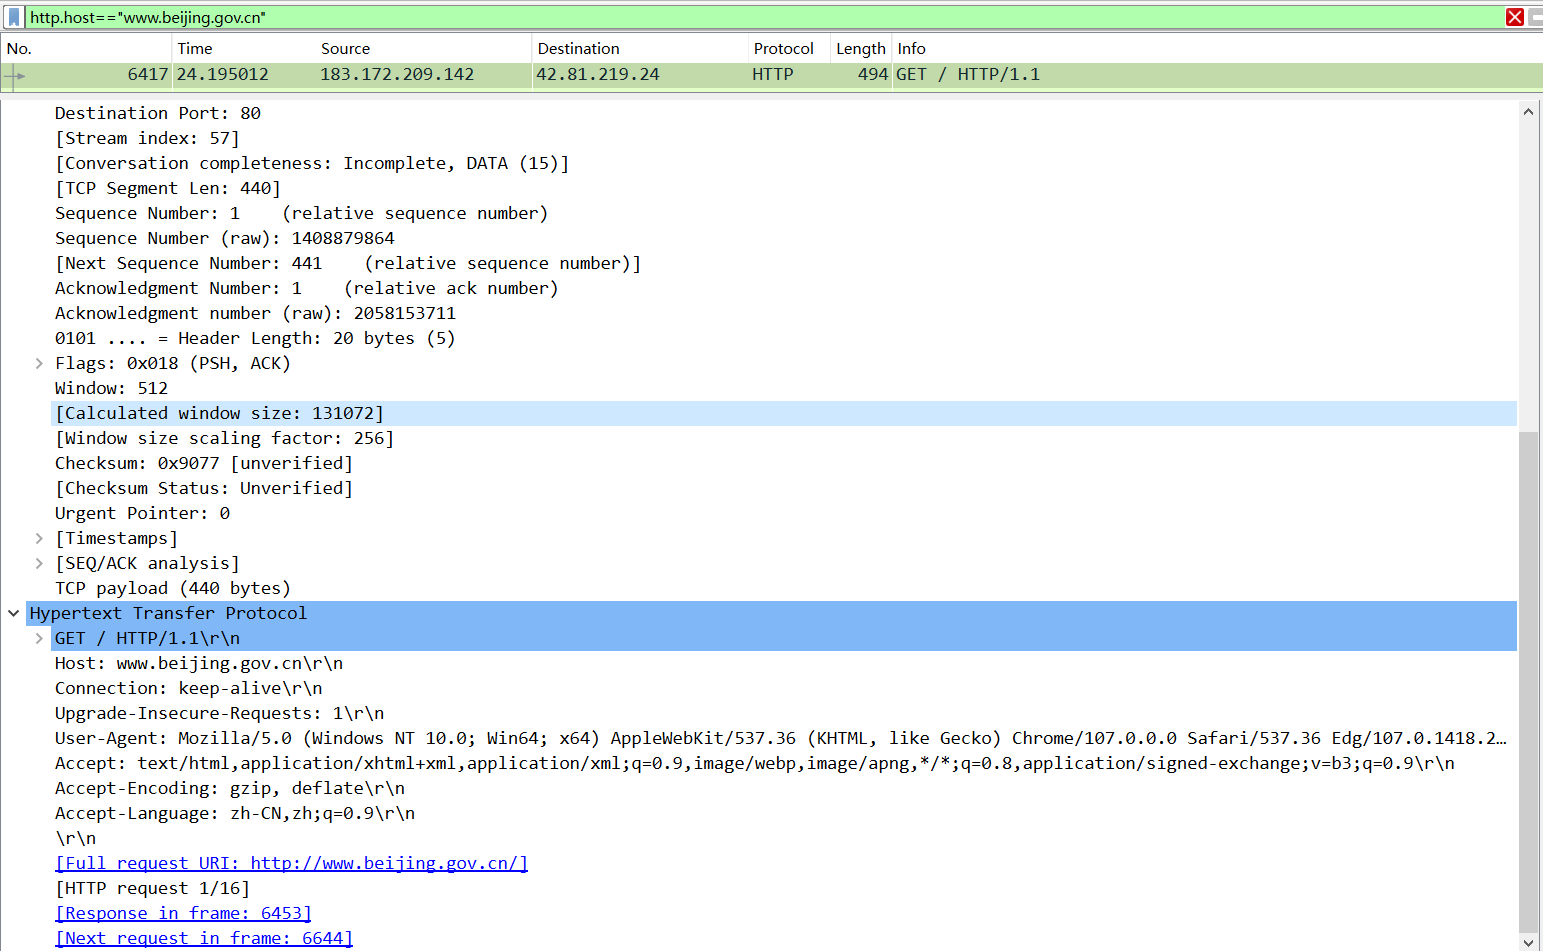 http.host=="www.beijing.gov.cn"
No. Time Source Destination Protocol Length Info
6417 24.195012 183.172.209.142 42.81.219.24 HTTP 494 GET / HTTP/1.1
Destination Port: 80
[Stream index: 57]
[Conversation completeness: Incomplete, DATA (15)]
[TCP Segment Len: 440]
Sequence Number: 1    (relative sequence number)
Sequence Number (raw): 1408879864
[Next Sequence Number: 441    (relative sequence number)]
Acknowledgment Number: 1    (relative ack number)
Acknowledgment number (raw): 2058153711
0101 .... = Header Length: 20 bytes (5)
Flags: 0x018 (PSH, ACK)
Window: 512
[Calculated window size: 131072]
[Window size scaling factor: 256]
Checksum: 0x9077 [unverified]
[Checksum Status: Unverified]
Urgent Pointer: 0
[Timestamps]
[SEQ/ACK analysis]
TCP payload (440 bytes)
Hypertext Transfer Protocol
GET / HTTP/1.1\r\n
Host: www.beijing.gov.cn\r\n
Connection: keep-alive\r\n
Upgrade-Insecure-Requests: 1\r\n
User-Agent: Mozilla/5.0 (Windows NT 10.0; Win64; x64) AppleWebKit/537.36 (KHTML, like Gecko) Chrome/107.0.0.0 Safari/537.36 Edg/107.0.1418.2…
Accept: text/html,application/xhtml+xml,application/xml;q=0.9,image/webp,image/apng,*/*;q=0.8,application/signed-exchange;v=b3;q=0.9\r\n
Accept-Encoding: gzip, deflate\r\n
Accept-Language: zh-CN,zh;q=0.9\r\n
\r\n
[Full request URI: http://www.beijing.gov.cn/]
[HTTP request 1/16]
[Response in frame: 6453]
[Next request in frame: 6644]